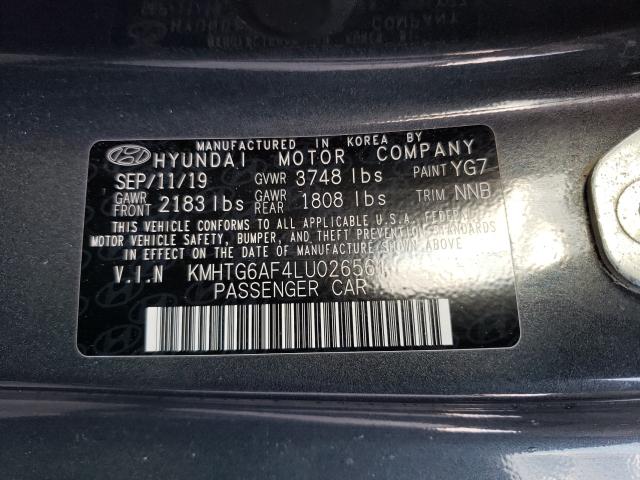 MANUFACTURED IN KOREA BY
HYUNDAI MOTOR COMPANY
SEP/11/19 GVWR 3748 lbs PAINT YG7
GAWR FRONT 2183 lbs GAWR REAR 1808 lbs TRIM NNB
THIS VEHICLE CONFORMS TO ALL APPLICABLE U.S.A. FEDERAL
MOTOR VEHICLE SAFETY, BUMPER, AND THEFT PREVENTION STANDARDS
IN EFFECT ON THE DATE OF MANUFACTURE SHOWN ABOVE.
V.I.N KMHTG6AF4LU026561
PASSENGER CAR